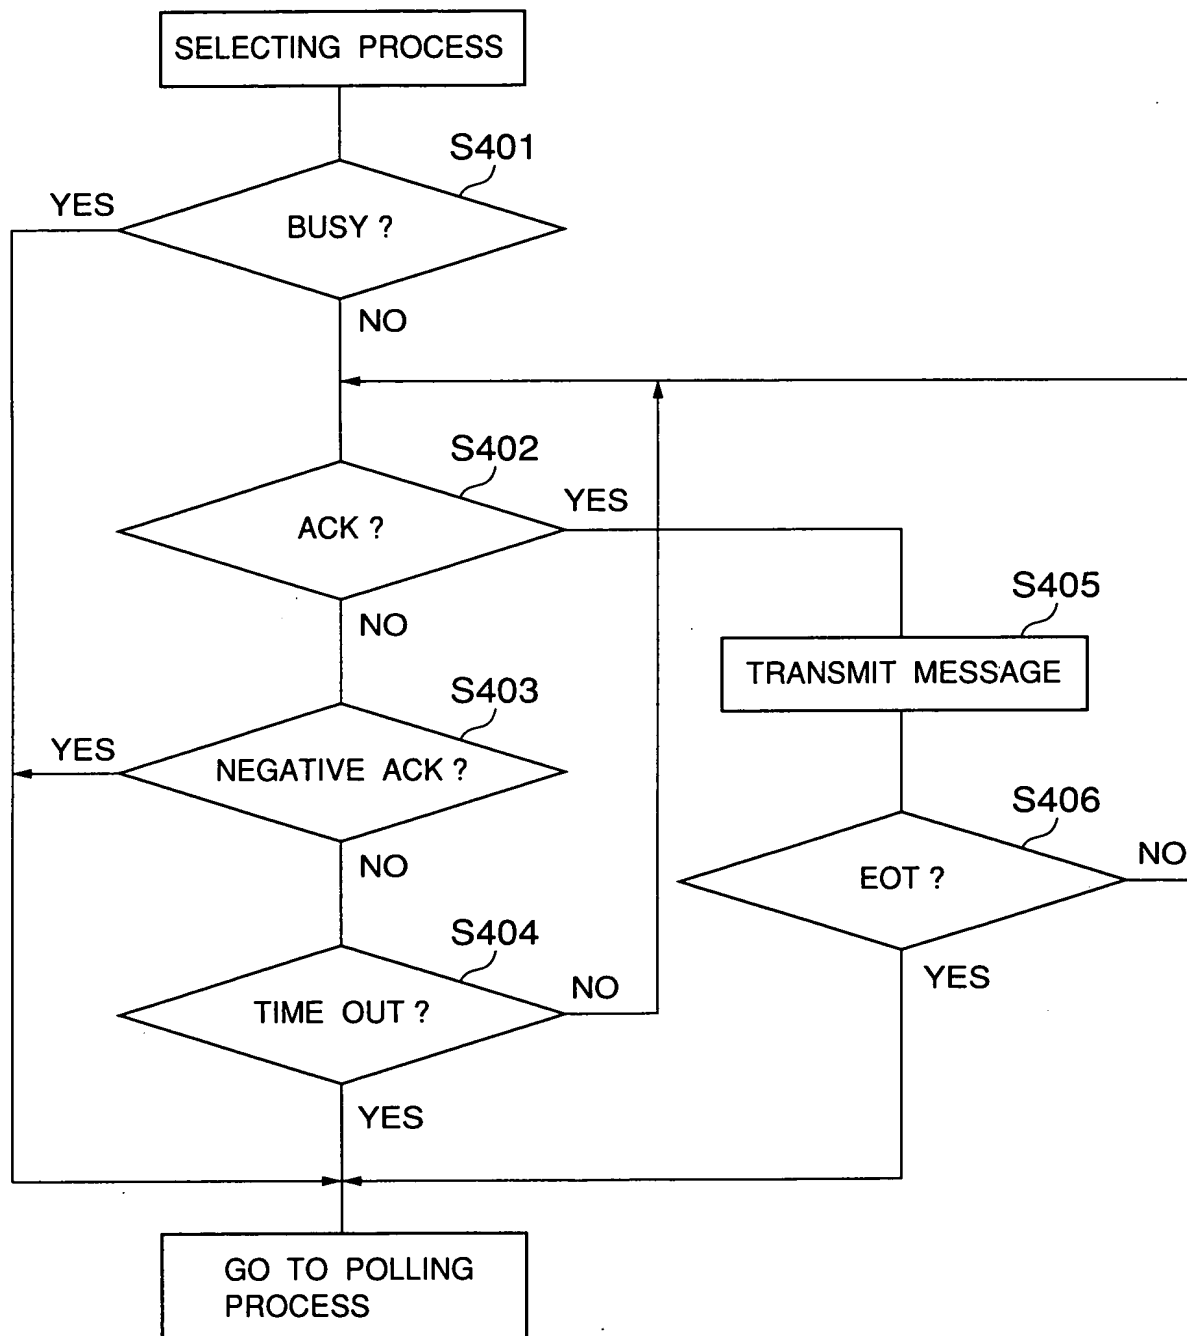 SELECTING PROCESS
S401
YES
BUSY ?
NO
S402
YES
ACK ?
NO
S405
TRANSMIT MESSAGE
S403
YES
NEGATIVE ACK ?
NO
S406
NO
EOT ?
YES
S404
NO
TIME OUT ?
YES
GO TO POLLING
PROCESS